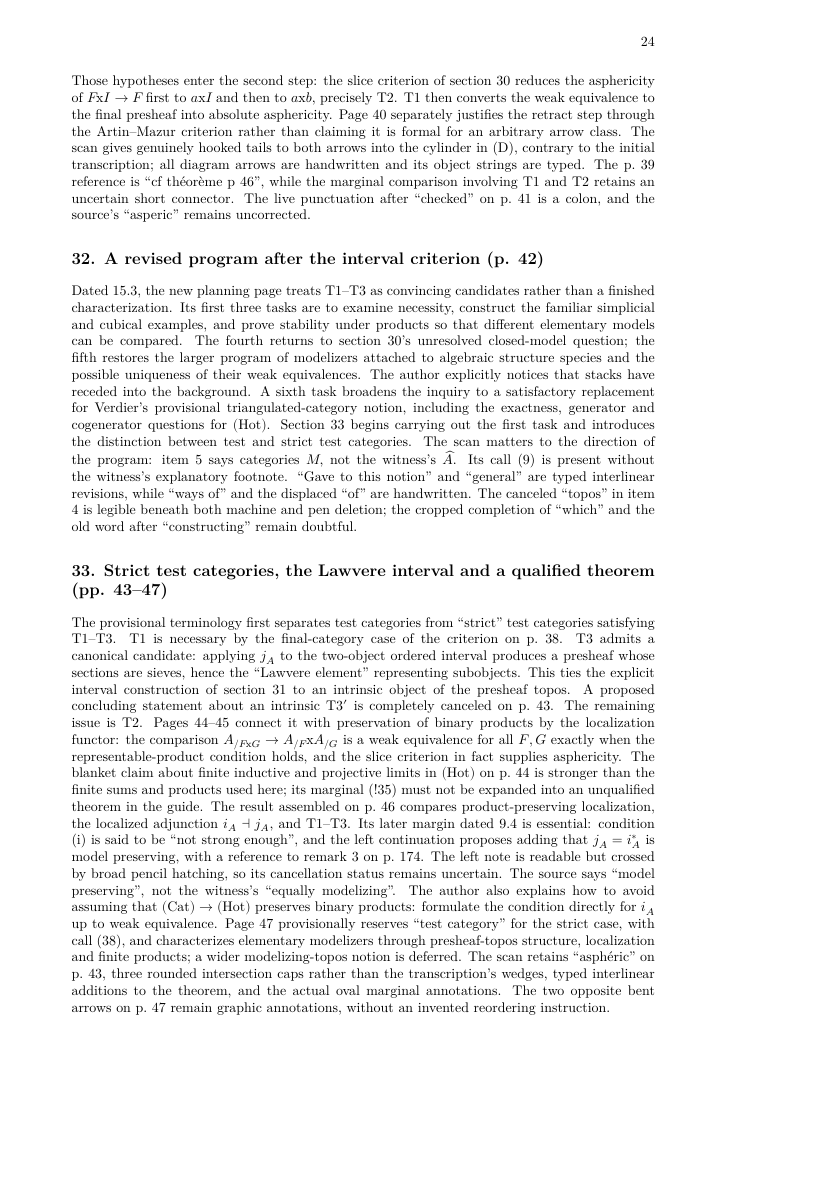 24
Those hypotheses enter the second step: the slice criterion of section 30 reduces the asphericity
of FxI → F first to axI and then to axb, precisely T2. T1 then converts the weak equivalence to
the final presheaf into absolute asphericity. Page 40 separately justifies the retract step through
the Artin–Mazur criterion rather than claiming it is formal for an arbitrary arrow class. The
scan gives genuinely hooked tails to both arrows into the cylinder in (D), contrary to the initial
transcription; all diagram arrows are handwritten and its object strings are typed. The p. 39
reference is “cf théorème p 46”, while the marginal comparison involving T1 and T2 retains an
uncertain short connector. The live punctuation after “checked” on p. 41 is a colon, and the
source’s “asperic” remains uncorrected.
32. A revised program after the interval criterion (p. 42)
Dated 15.3, the new planning page treats T1–T3 as convincing candidates rather than a finished
characterization. Its first three tasks are to examine necessity, construct the familiar simplicial
and cubical examples, and prove stability under products so that different elementary models
can be compared. The fourth returns to section 30’s unresolved closed-model question; the
fifth restores the larger program of modelizers attached to algebraic structure species and the
possible uniqueness of their weak equivalences. The author explicitly notices that stacks have
receded into the background. A sixth task broadens the inquiry to a satisfactory replacement
for Verdier’s provisional triangulated-category notion, including the exactness, generator and
cogenerator questions for (Hot). Section 33 begins carrying out the first task and introduces
the distinction between test and strict test categories. The scan matters to the direction of
the program: item 5 says categories M, not the witness’s Â. Its call (9) is present without
the witness’s explanatory footnote. “Gave to this notion” and “general” are typed interlinear
revisions, while “ways of” and the displaced “of” are handwritten. The canceled “topos” in item
4 is legible beneath both machine and pen deletion; the cropped completion of “which” and the
old word after “constructing” remain doubtful.
33. Strict test categories, the Lawvere interval and a qualified theorem
(pp. 43–47)
The provisional terminology first separates test categories from “strict” test categories satisfying
T1–T3. T1 is necessary by the final-category case of the criterion on p. 38. T3 admits a
canonical candidate: applying j_A to the two-object ordered interval produces a presheaf whose
sections are sieves, hence the “Lawvere element” representing subobjects. This ties the explicit
interval construction of section 31 to an intrinsic object of the presheaf topos. A proposed
concluding statement about an intrinsic T3′ is completely canceled on p. 43. The remaining
issue is T2. Pages 44–45 connect it with preservation of binary products by the localization
functor: the comparison A_{/FxG} → A_{/F}xA_{/G} is a weak equivalence for all F, G exactly when the
representable-product condition holds, and the slice criterion in fact supplies asphericity. The
blanket claim about finite inductive and projective limits in (Hot) on p. 44 is stronger than the
finite sums and products used here; its marginal (!35) must not be expanded into an unqualified
theorem in the guide. The result assembled on p. 46 compares product-preserving localization,
the localized adjunction i_A ⊣ j_A, and T1–T3. Its later margin dated 9.4 is essential: condition
(i) is said to be “not strong enough”, and the left continuation proposes adding that j_A = i_A^* is
model preserving, with a reference to remark 3 on p. 174. The left note is readable but crossed
by broad pencil hatching, so its cancellation status remains uncertain. The source says “model
preserving”, not the witness’s “equally modelizing”. The author also explains how to avoid
assuming that (Cat) → (Hot) preserves binary products: formulate the condition directly for i_A
up to weak equivalence. Page 47 provisionally reserves “test category” for the strict case, with
call (38), and characterizes elementary modelizers through presheaf-topos structure, localization
and finite products; a wider modelizing-topos notion is deferred. The scan retains “asphéric” on
p. 43, three rounded intersection caps rather than the transcription’s wedges, typed interlinear
additions to the theorem, and the actual oval marginal annotations. The two opposite bent
arrows on p. 47 remain graphic annotations, without an invented reordering instruction.